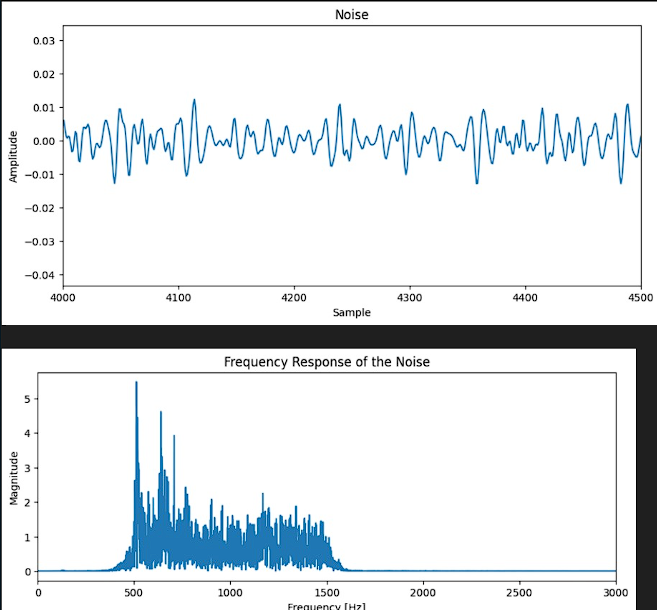 Noise
0.03
0.02
0.01
0.00
−0.01
−0.02
−0.03
−0.04
Amplitude
4000 4100 4200 4300 4400 4500
Sample
Frequency Response of the Noise
5
4
3
2
1
0
Magnitude
0 500 1000 1500 2000 2500 3000
Frequency [Hz]